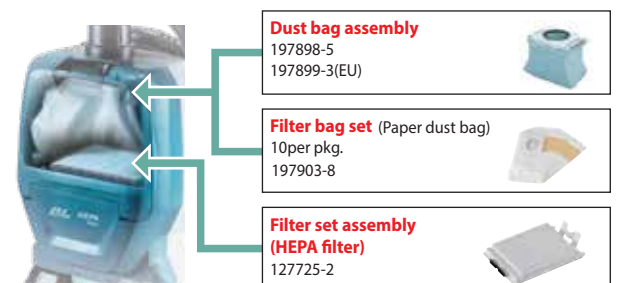 Dust bag assembly
197898-5
197899-3(EU)
Filter bag set (Paper dust bag)
10per pkg.
197903-8
Filter set assembly
(HEPA filter)
127725-2
HEPA